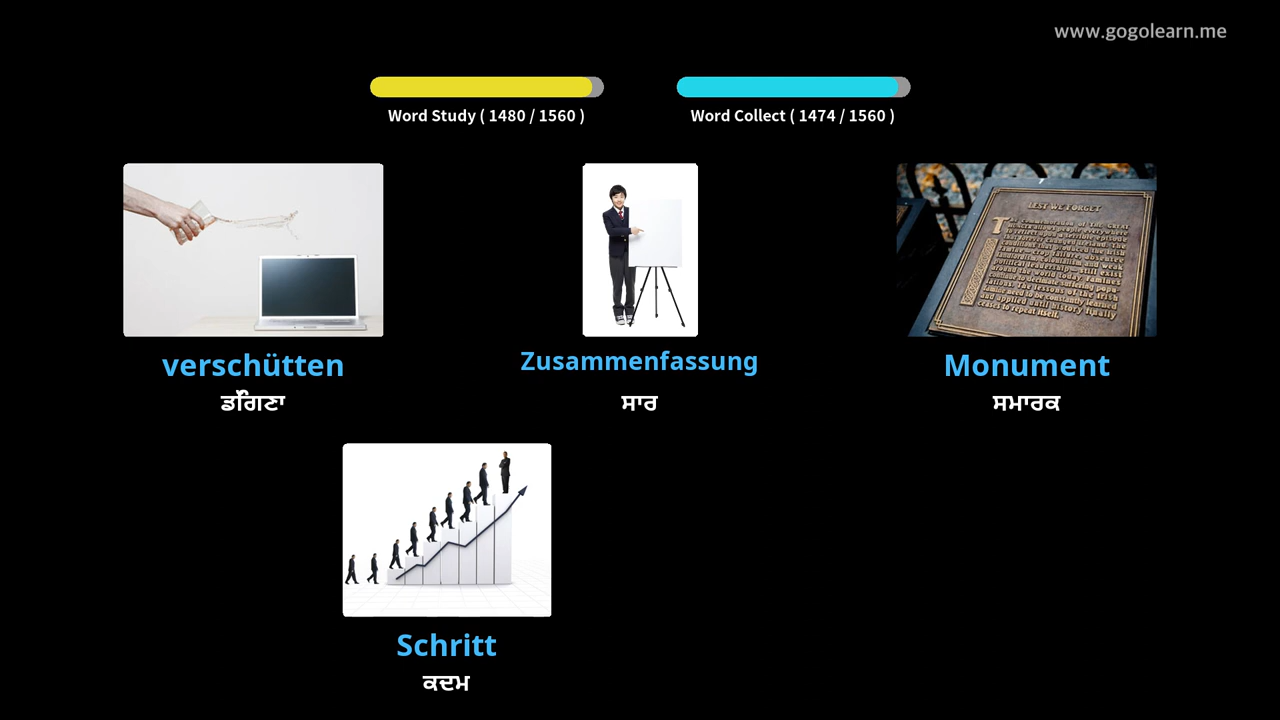 www.gogolearn.me
Word Study ( 1480 / 1560 )
Word Collect ( 1474 / 1560 )
LEST WE FORGET
verschütten
ਡੱਗਿਣਾ
Zusammenfassung
ਸਾਰ
Monument
ਸਮਾਰਕ
Schritt
ਕਦਮ